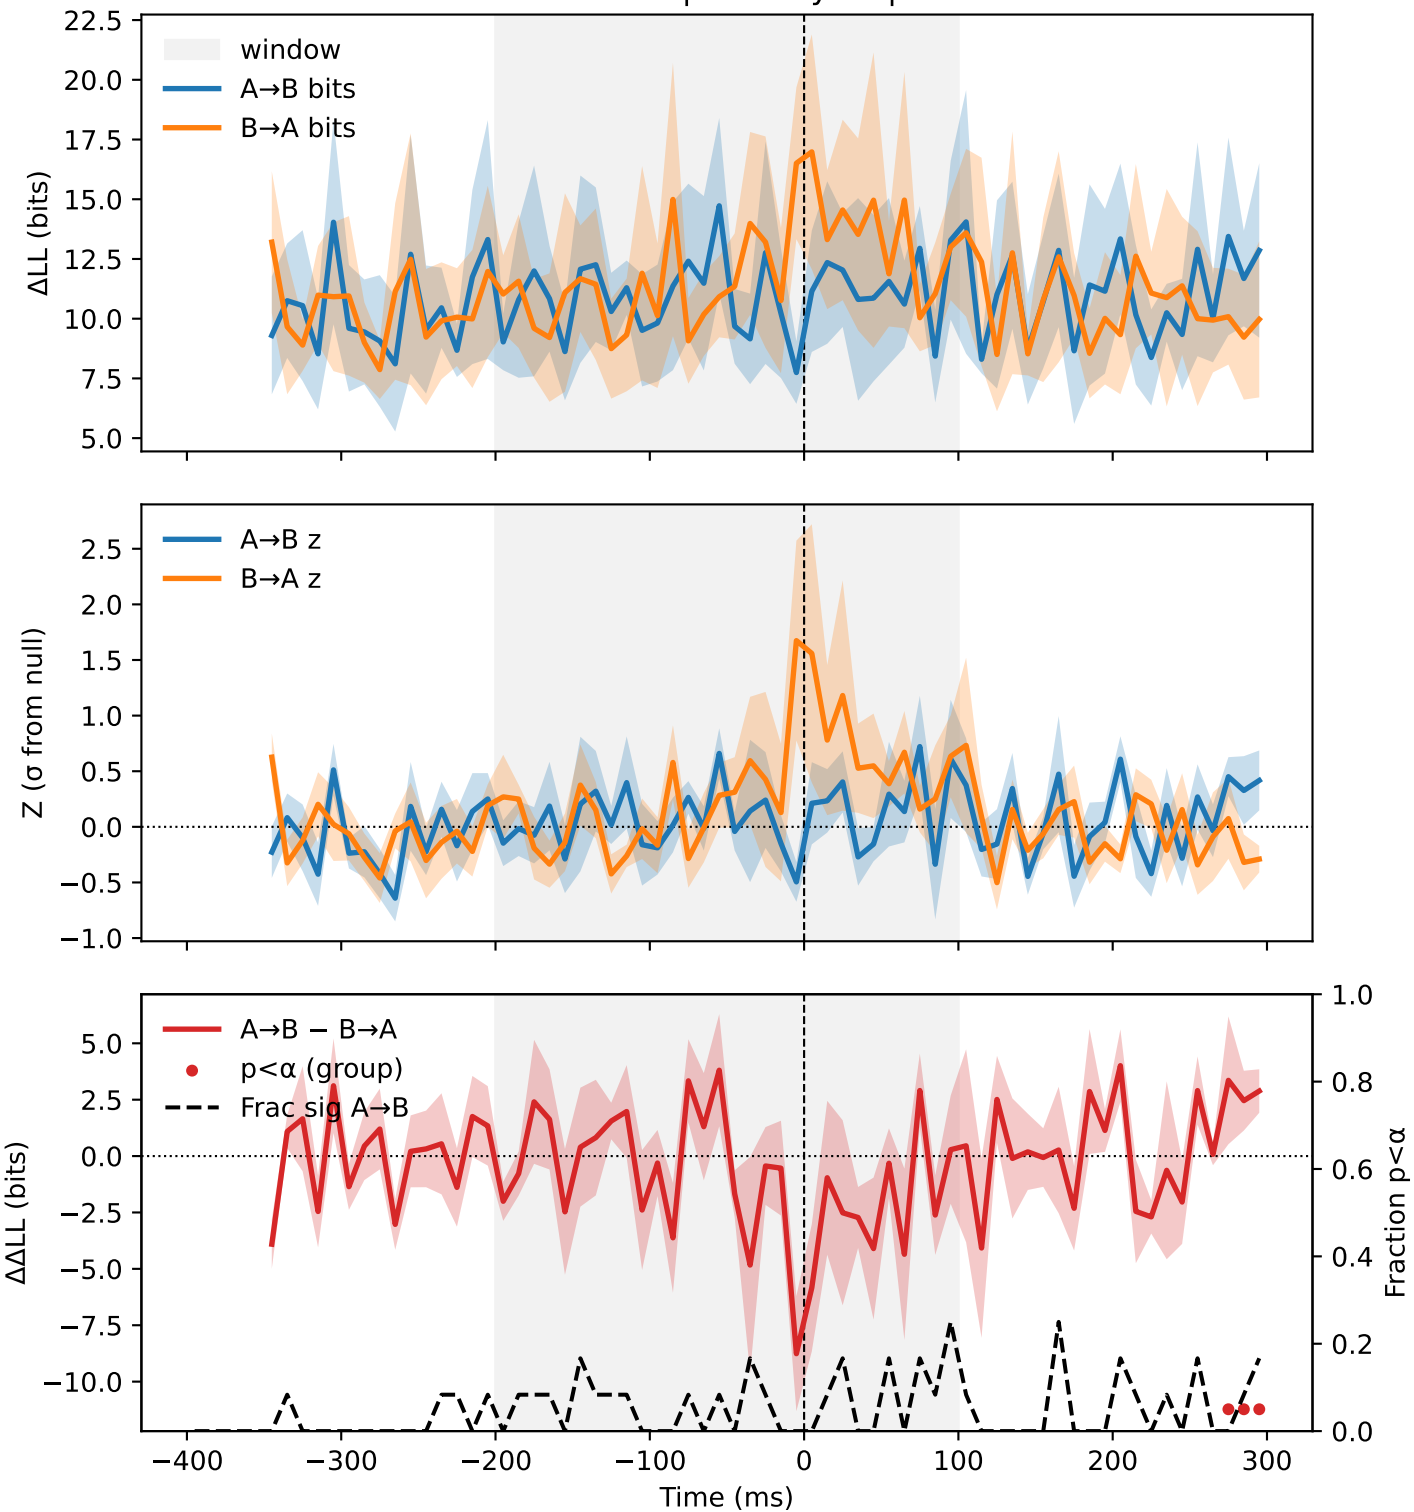 22.5
20.0
17.5
15.0
12.5
10.0
7.5
5.0
ΔLL (bits)
window
A→B bits
B→A bits
2.5
2.0
1.5
1.0
0.5
0.0
−0.5
−1.0
Z (σ from null)
A→B z
B→A z
5.0
2.5
0.0
−2.5
−5.0
−7.5
−10.0
ΔΔLL (bits)
A→B − B→A
p<α (group)
Frac sig A→B
1.0
0.8
0.6
0.4
0.2
0.0
Fraction p<α
−400 −300 −200 −100 0 100 200 300
Time (ms)